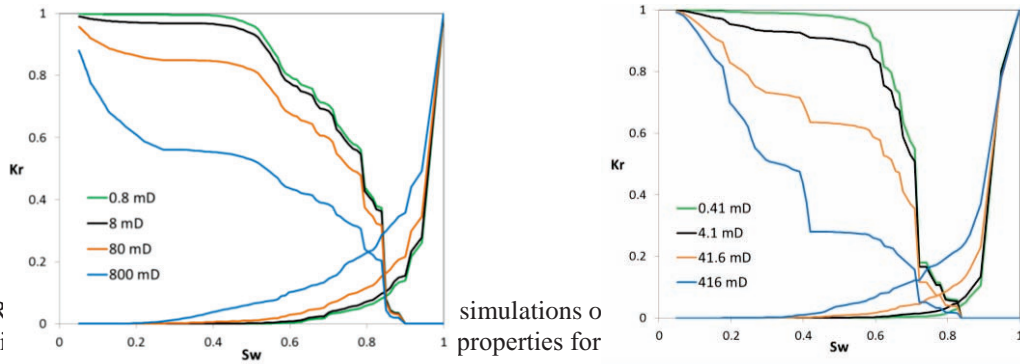 1
0.8
0.6
Kr
0.4
0.2
0
0.8 mD
8 mD
80 mD
800 mD
0 0.2 0.4 0.6 0.8 1
Sw
1
0.8
0.6
Kr
0.4
0.2
0
0.41 mD
4.1 mD
41.6 mD
416 mD
0 0.2 0.4 0.6 0.8 1
Sw
simulations o
properties for